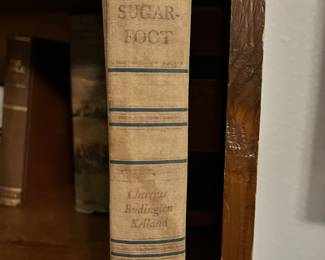 SUGAR-
FOOT
Clarence
Budington
Kelland